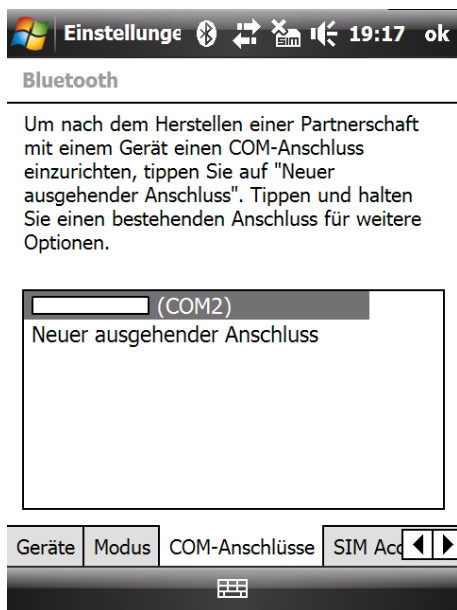 Einstellunge 19:17 ok
Bluetooth
Um nach dem Herstellen einer Partnerschaft
mit einem Gerät einen COM-Anschluss
einzurichten, tippen Sie auf "Neuer
ausgehender Anschluss". Tippen und halten
Sie einen bestehenden Anschluss für weitere
Optionen.
(COM2)
Neuer ausgehender Anschluss
Geräte Modus COM-Anschlüsse SIM Acc